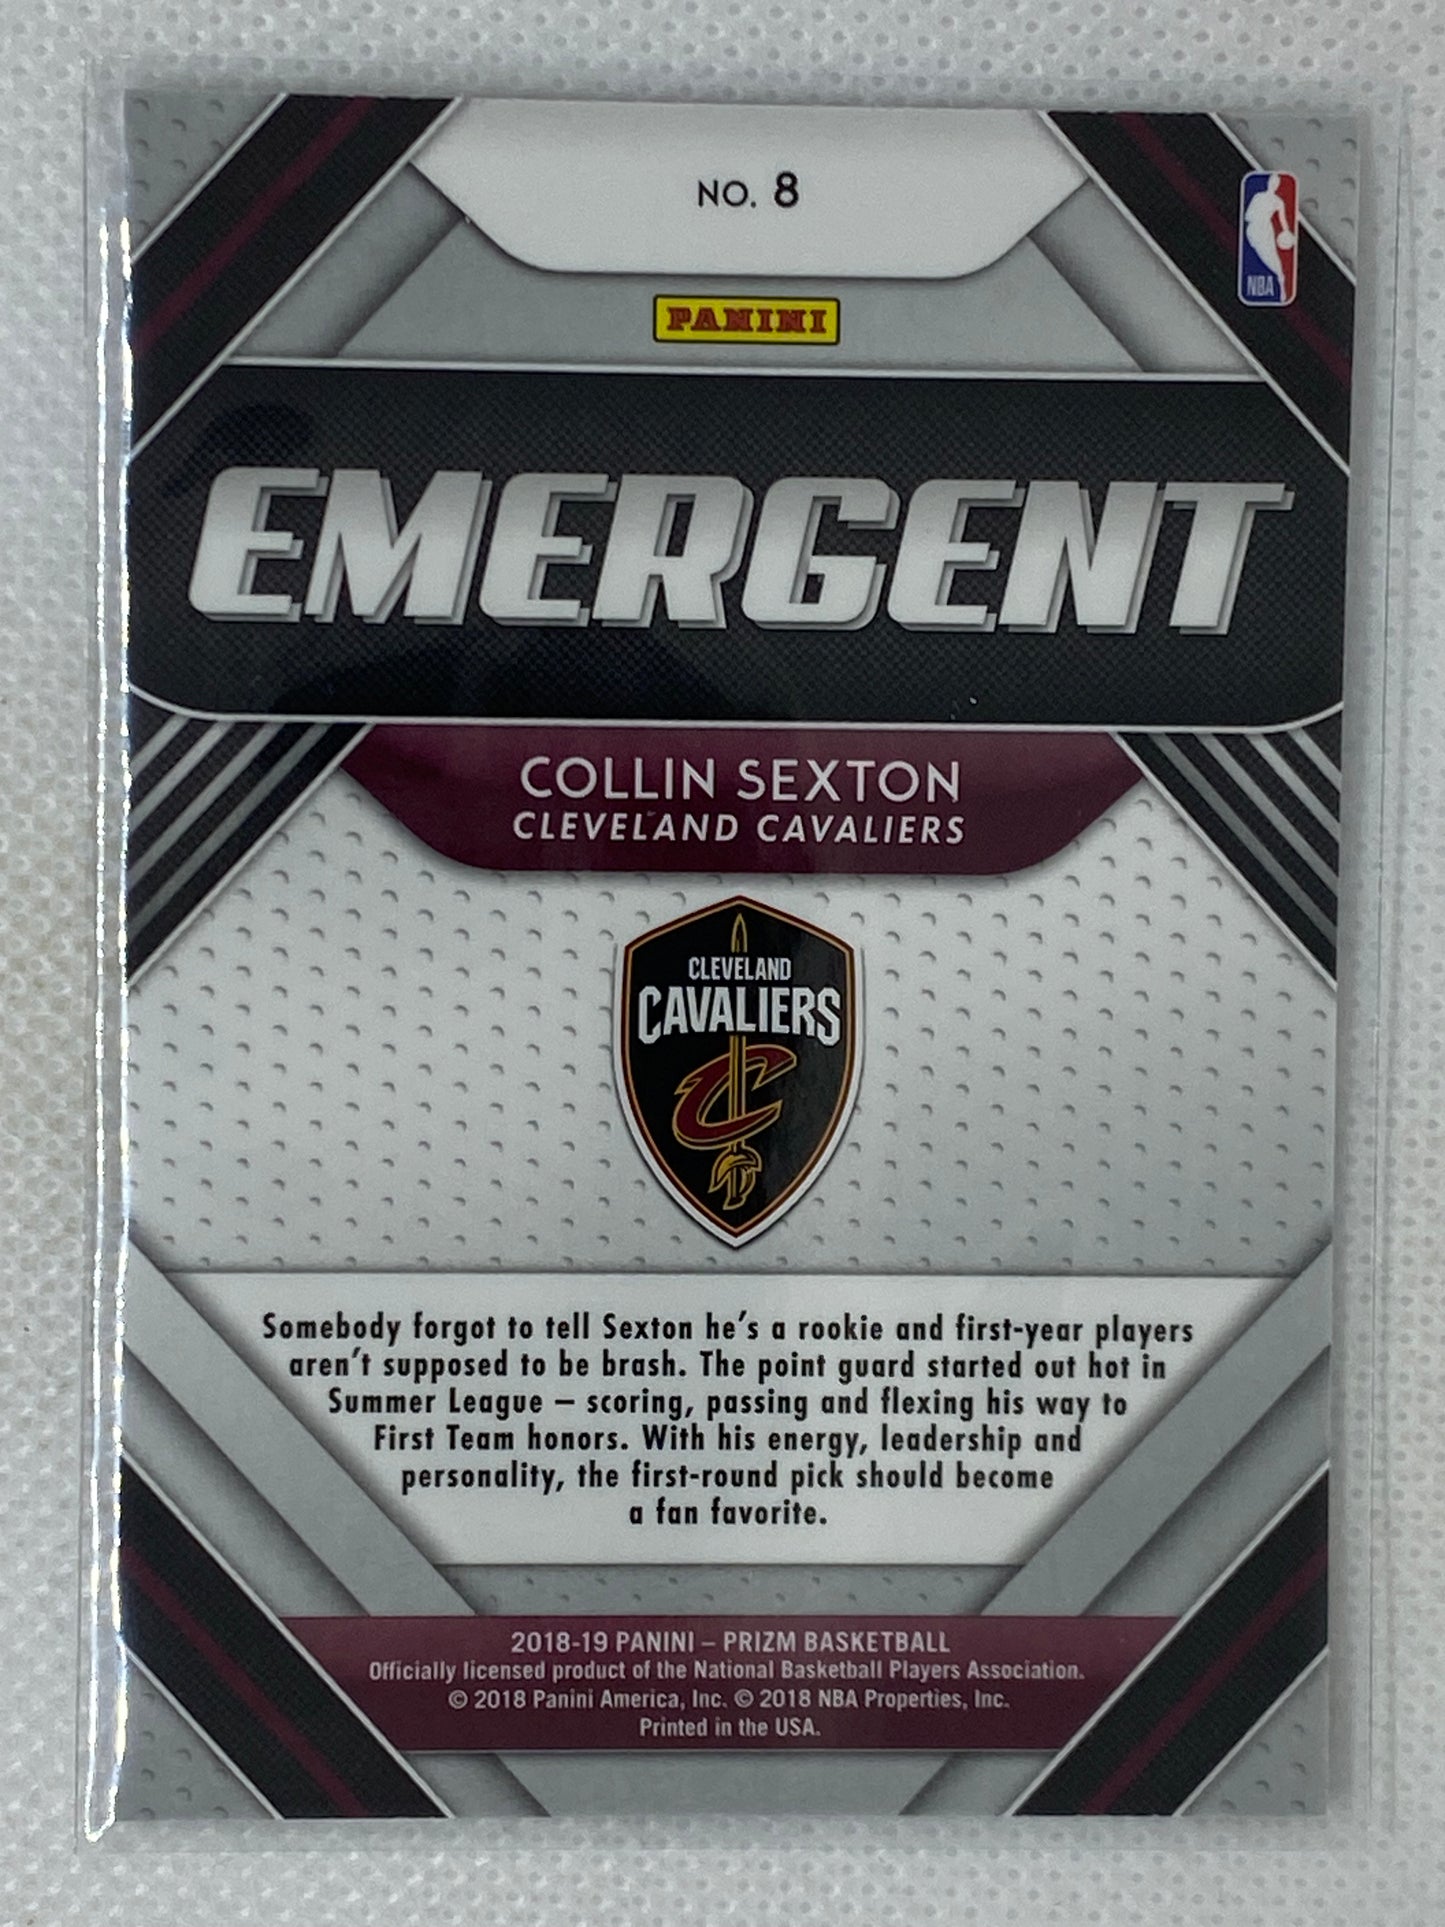 NO. 8
NBA
PANINI
EMERGENT
COLLIN SEXTON
CLEVELAND CAVALIERS
CLEVELAND
CAVALIERS
C
Somebody forgot to tell Sexton he's a rookie and first-year players
aren't supposed to be brash. The point guard started out hot in
Summer League – scoring, passing and flexing his way to
First Team honors. With his energy, leadership and
personality, the first-round pick should become
a fan favorite.
2018-19 PANINI – PRIZM BASKETBALL
Officially licensed product of the National Basketball Players Association.
© 2018 Panini America, Inc. © 2018 NBA Properties, Inc.
Printed in the USA.